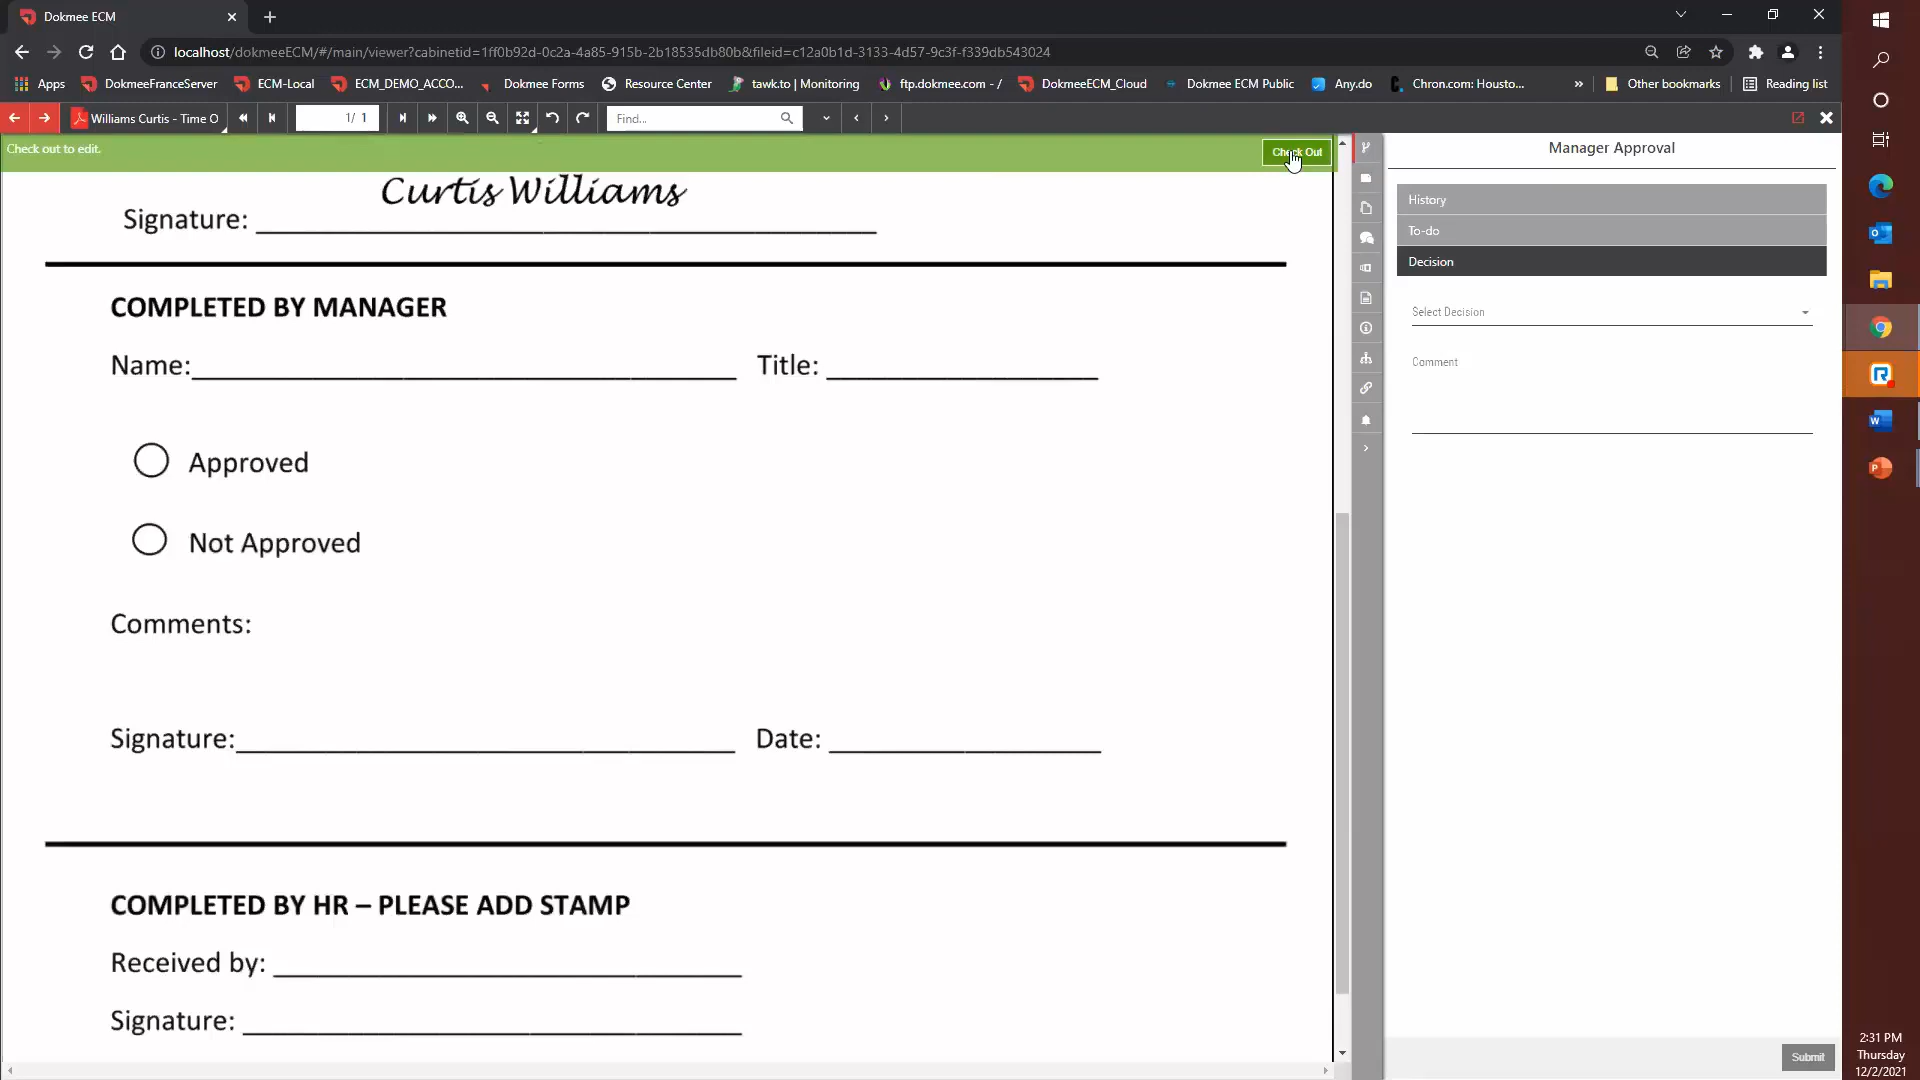 Dokmee ECM
localhost/dokmeeECM/#/main/viewer?cabinetid=1ff0b92d-0c2a-4a85-915b-2b18535db80b&fileid=c12a0b1d-3133-4d57-9c3f-f339db543024
Apps DokmeeFranceServer ECM-Local ECM_DEMO_ACCO... Dokmee Forms Resource Center tawk.to | Monitoring ftp.dokmee.com - / DokmeeECM_Cloud Dokmee ECM Public Any.do Chron.com: Housto... » Other bookmarks Reading list
Williams Curtis - Time O 1/ 1 Find...
Check out to edit. Check Out
Curtis Williams
Signature:
COMPLETED BY MANAGER
Name: Title:
Approved
Not Approved
Comments:
Signature: Date:
COMPLETED BY HR – PLEASE ADD STAMP
Received by:
Signature:
Manager Approval
History
To-do
Decision
Select Decision
Comment
Submit
2:31 PM
Thursday
12/2/2021